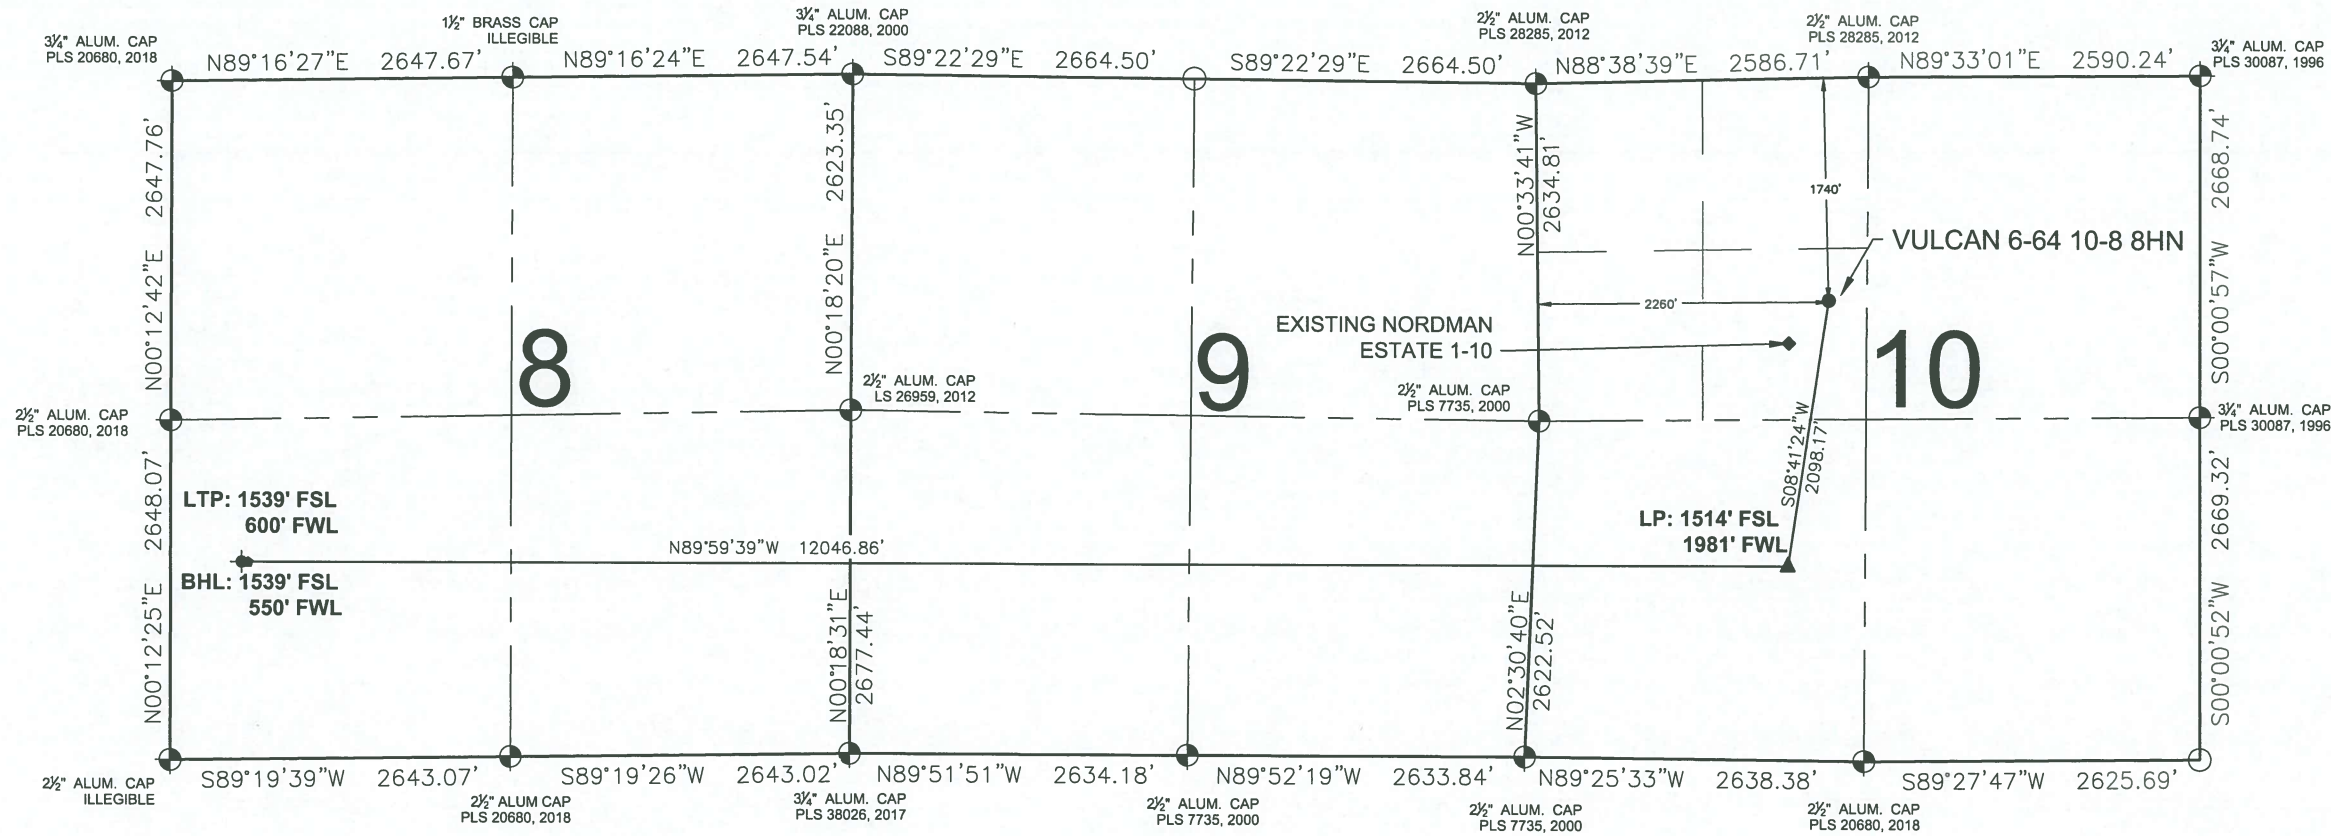 3¼" ALUM. CAP
PLS 20680, 2018
1½" BRASS CAP
ILLEGIBLE
3¼" ALUM. CAP
PLS 22088, 2000
2½" ALUM. CAP
PLS 28285, 2012
2½" ALUM. CAP
PLS 28285, 2012
3¼" ALUM. CAP
PLS 30087, 1996
N89°16'27"E 2647.67'
N89°16'24"E 2647.54'
S89°22'29"E 2664.50'
S89°22'29"E 2664.50'
N88°38'39"E 2586.71'
N89°33'01"E 2590.24'
N00°12'42"E 2647.76'
N00°18'20"E 2623.35'
N00°33'41"W
2634.81'
1740'
S00°00'57"W 2668.74'
VULCAN 6-64 10-8 8HN
2260'
EXISTING NORDMAN
ESTATE 1-10
8
9
10
2½" ALUM. CAP
PLS 20680, 2018
2½" ALUM. CAP
LS 26959, 2012
2½" ALUM. CAP
PLS 7735, 2000
3¼" ALUM. CAP
PLS 30087, 1996
S08°41'24"W
2098.17'
LTP: 1539' FSL
600' FWL
LP: 1514' FSL
1981' FWL
N89°59'39"W 12046.86'
BHL: 1539' FSL
550' FWL
N00°12'25"E 2648.07'
N00°18'31"E
2677.44'
N02°30'40"E
2622.52'
S00°00'52"W 2669.32'
2½" ALUM. CAP
ILLEGIBLE
S89°19'39"W 2643.07'
S89°19'26"W 2643.02'
N89°51'51"W 2634.18'
N89°52'19"W 2633.84'
N89°25'33"W 2638.38'
S89°27'47"W 2625.69'
2½" ALUM CAP
PLS 20680, 2018
3¼" ALUM. CAP
PLS 38026, 2017
2½" ALUM. CAP
PLS 7735, 2000
2½" ALUM. CAP
PLS 7735, 2000
2½" ALUM. CAP
PLS 20680, 2018